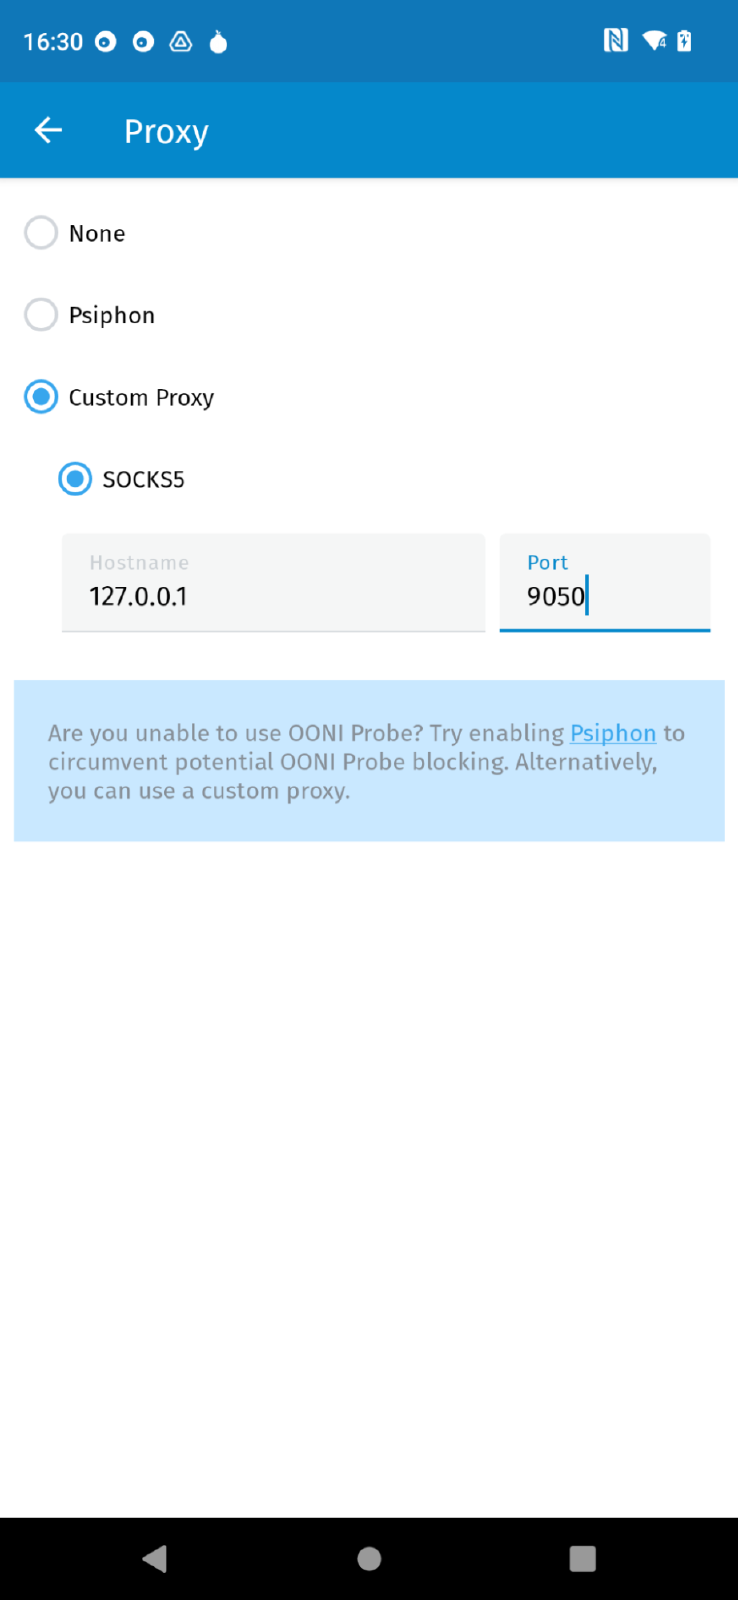 16:30
Proxy
None
Psiphon
Custom Proxy
SOCKS5
Hostname
127.0.0.1
Port
9050
Are you unable to use OONI Probe? Try enabling Psiphon to
circumvent potential OONI Probe blocking. Alternatively,
you can use a custom proxy.